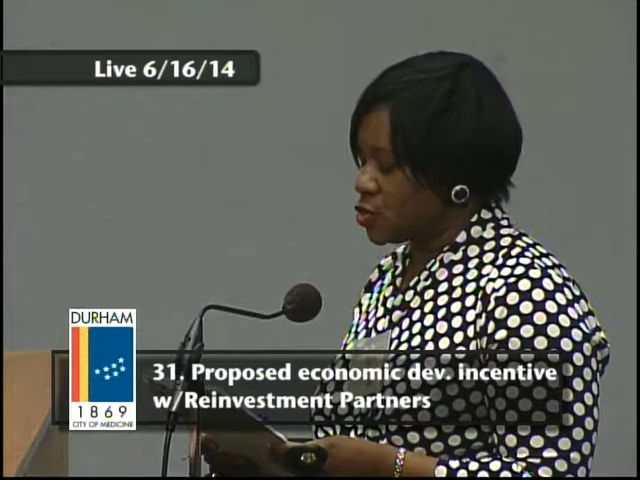 Live 6/16/14
DURHAM
1869
CITY OF MEDICINE
31. Proposed economic dev. incentive
w/Reinvestment Partners